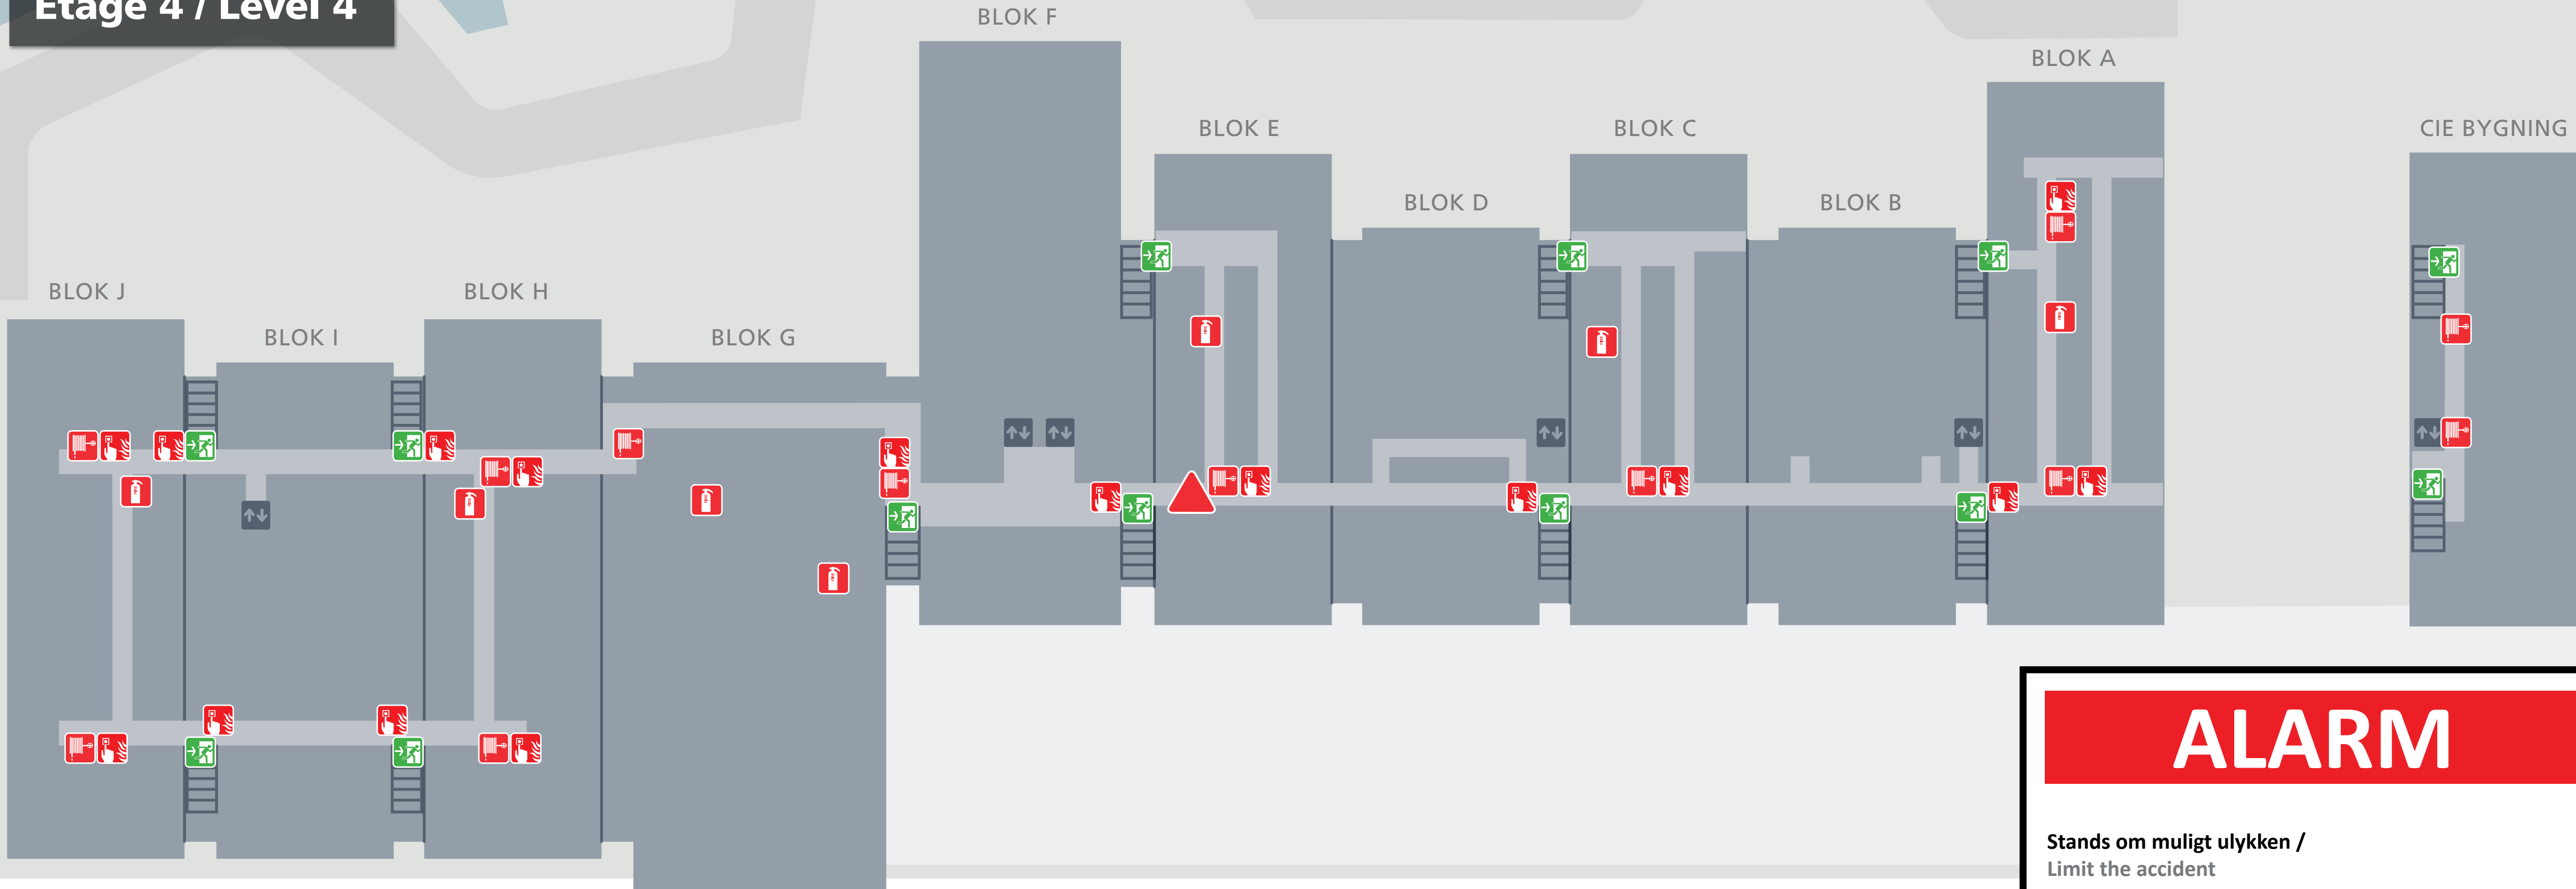 Etage 4 / Level 4
BLOK F
BLOK A
BLOK E
BLOK C
CIE BYGNING
BLOK D
BLOK B
BLOK J
BLOK H
BLOK I
BLOK G
ALARM
Stands om muligt ulykken /
Limit the accident